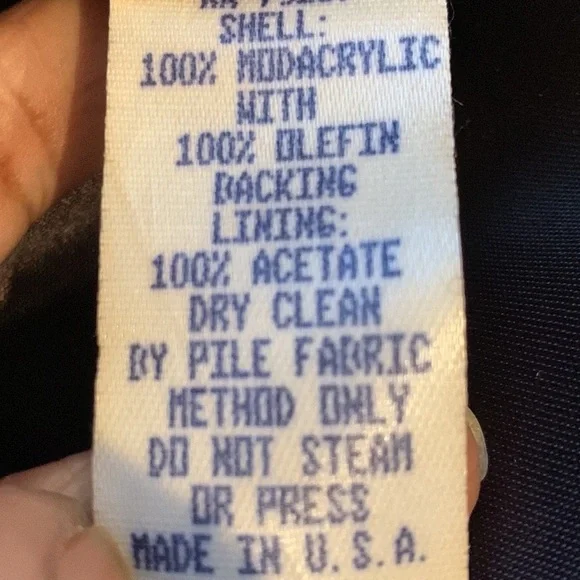 SHELL:
100% MODACRYLIC
WITH
100% OLEFIN
BACKING
LINING:
100% ACETATE
DRY CLEAN
BY PILE FABRIC
METHOD ONLY
DO NOT STEAM
OR PRESS
MADE IN U.S.A.